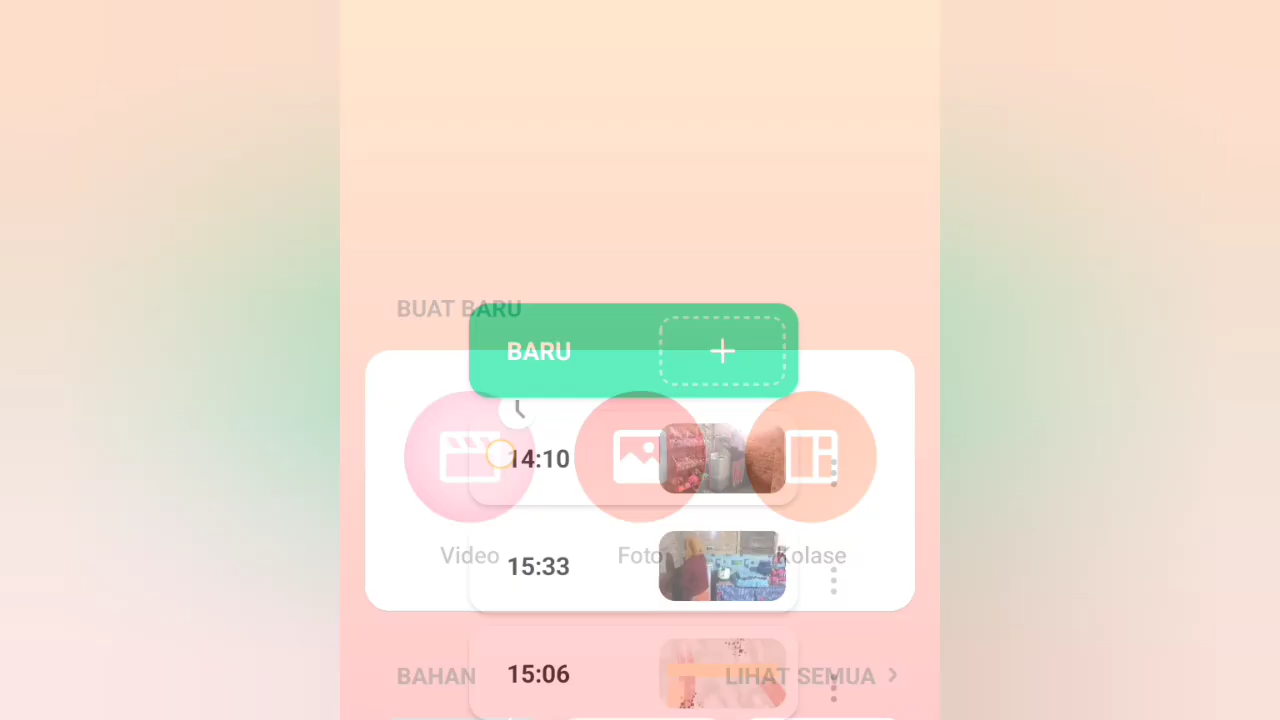 BUAT BARU
BARU
14:10
Video
Foto
Kolase
15:33
BAHAN
15:06
LIHAT SEMUA